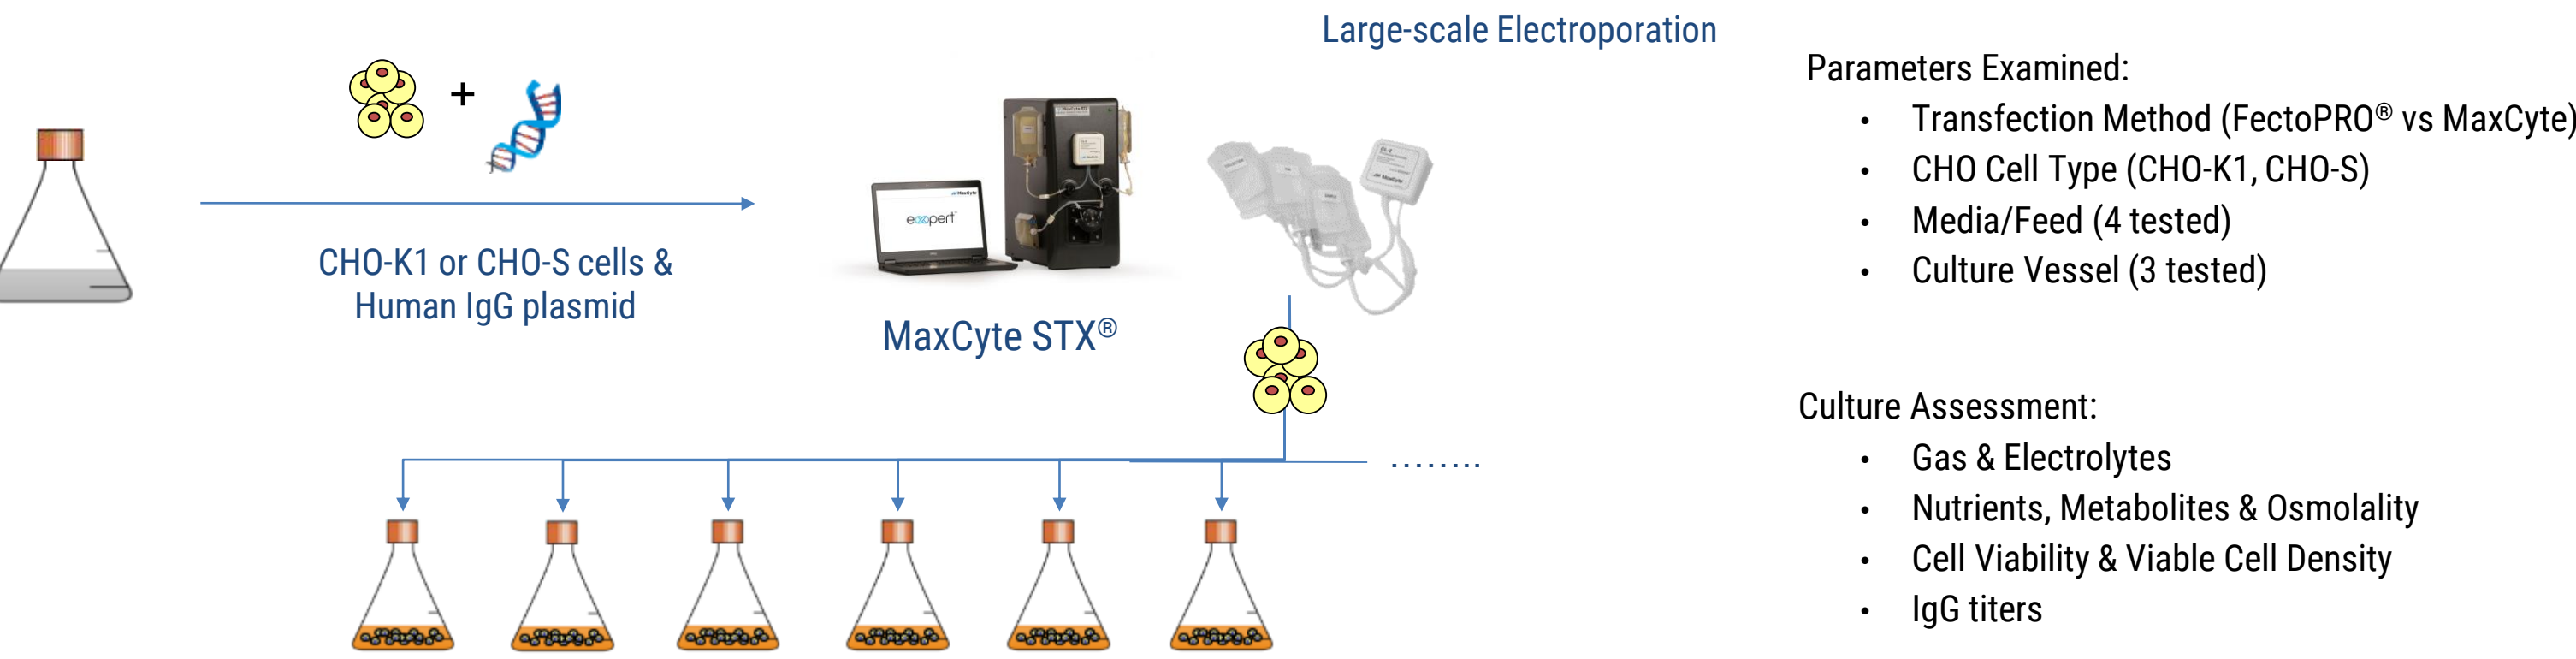 Large-scale Electroporation
+
CHO-K1 or CHO-S cells &
Human IgG plasmid
expert™
MaxCyte
MaxCyte STX®
........
Parameters Examined:
• Transfection Method (FectoPRO® vs MaxCyte)
• CHO Cell Type (CHO-K1, CHO-S)
• Media/Feed (4 tested)
• Culture Vessel (3 tested)
Culture Assessment:
• Gas & Electrolytes
• Nutrients, Metabolites & Osmolality
• Cell Viability & Viable Cell Density
• IgG titers